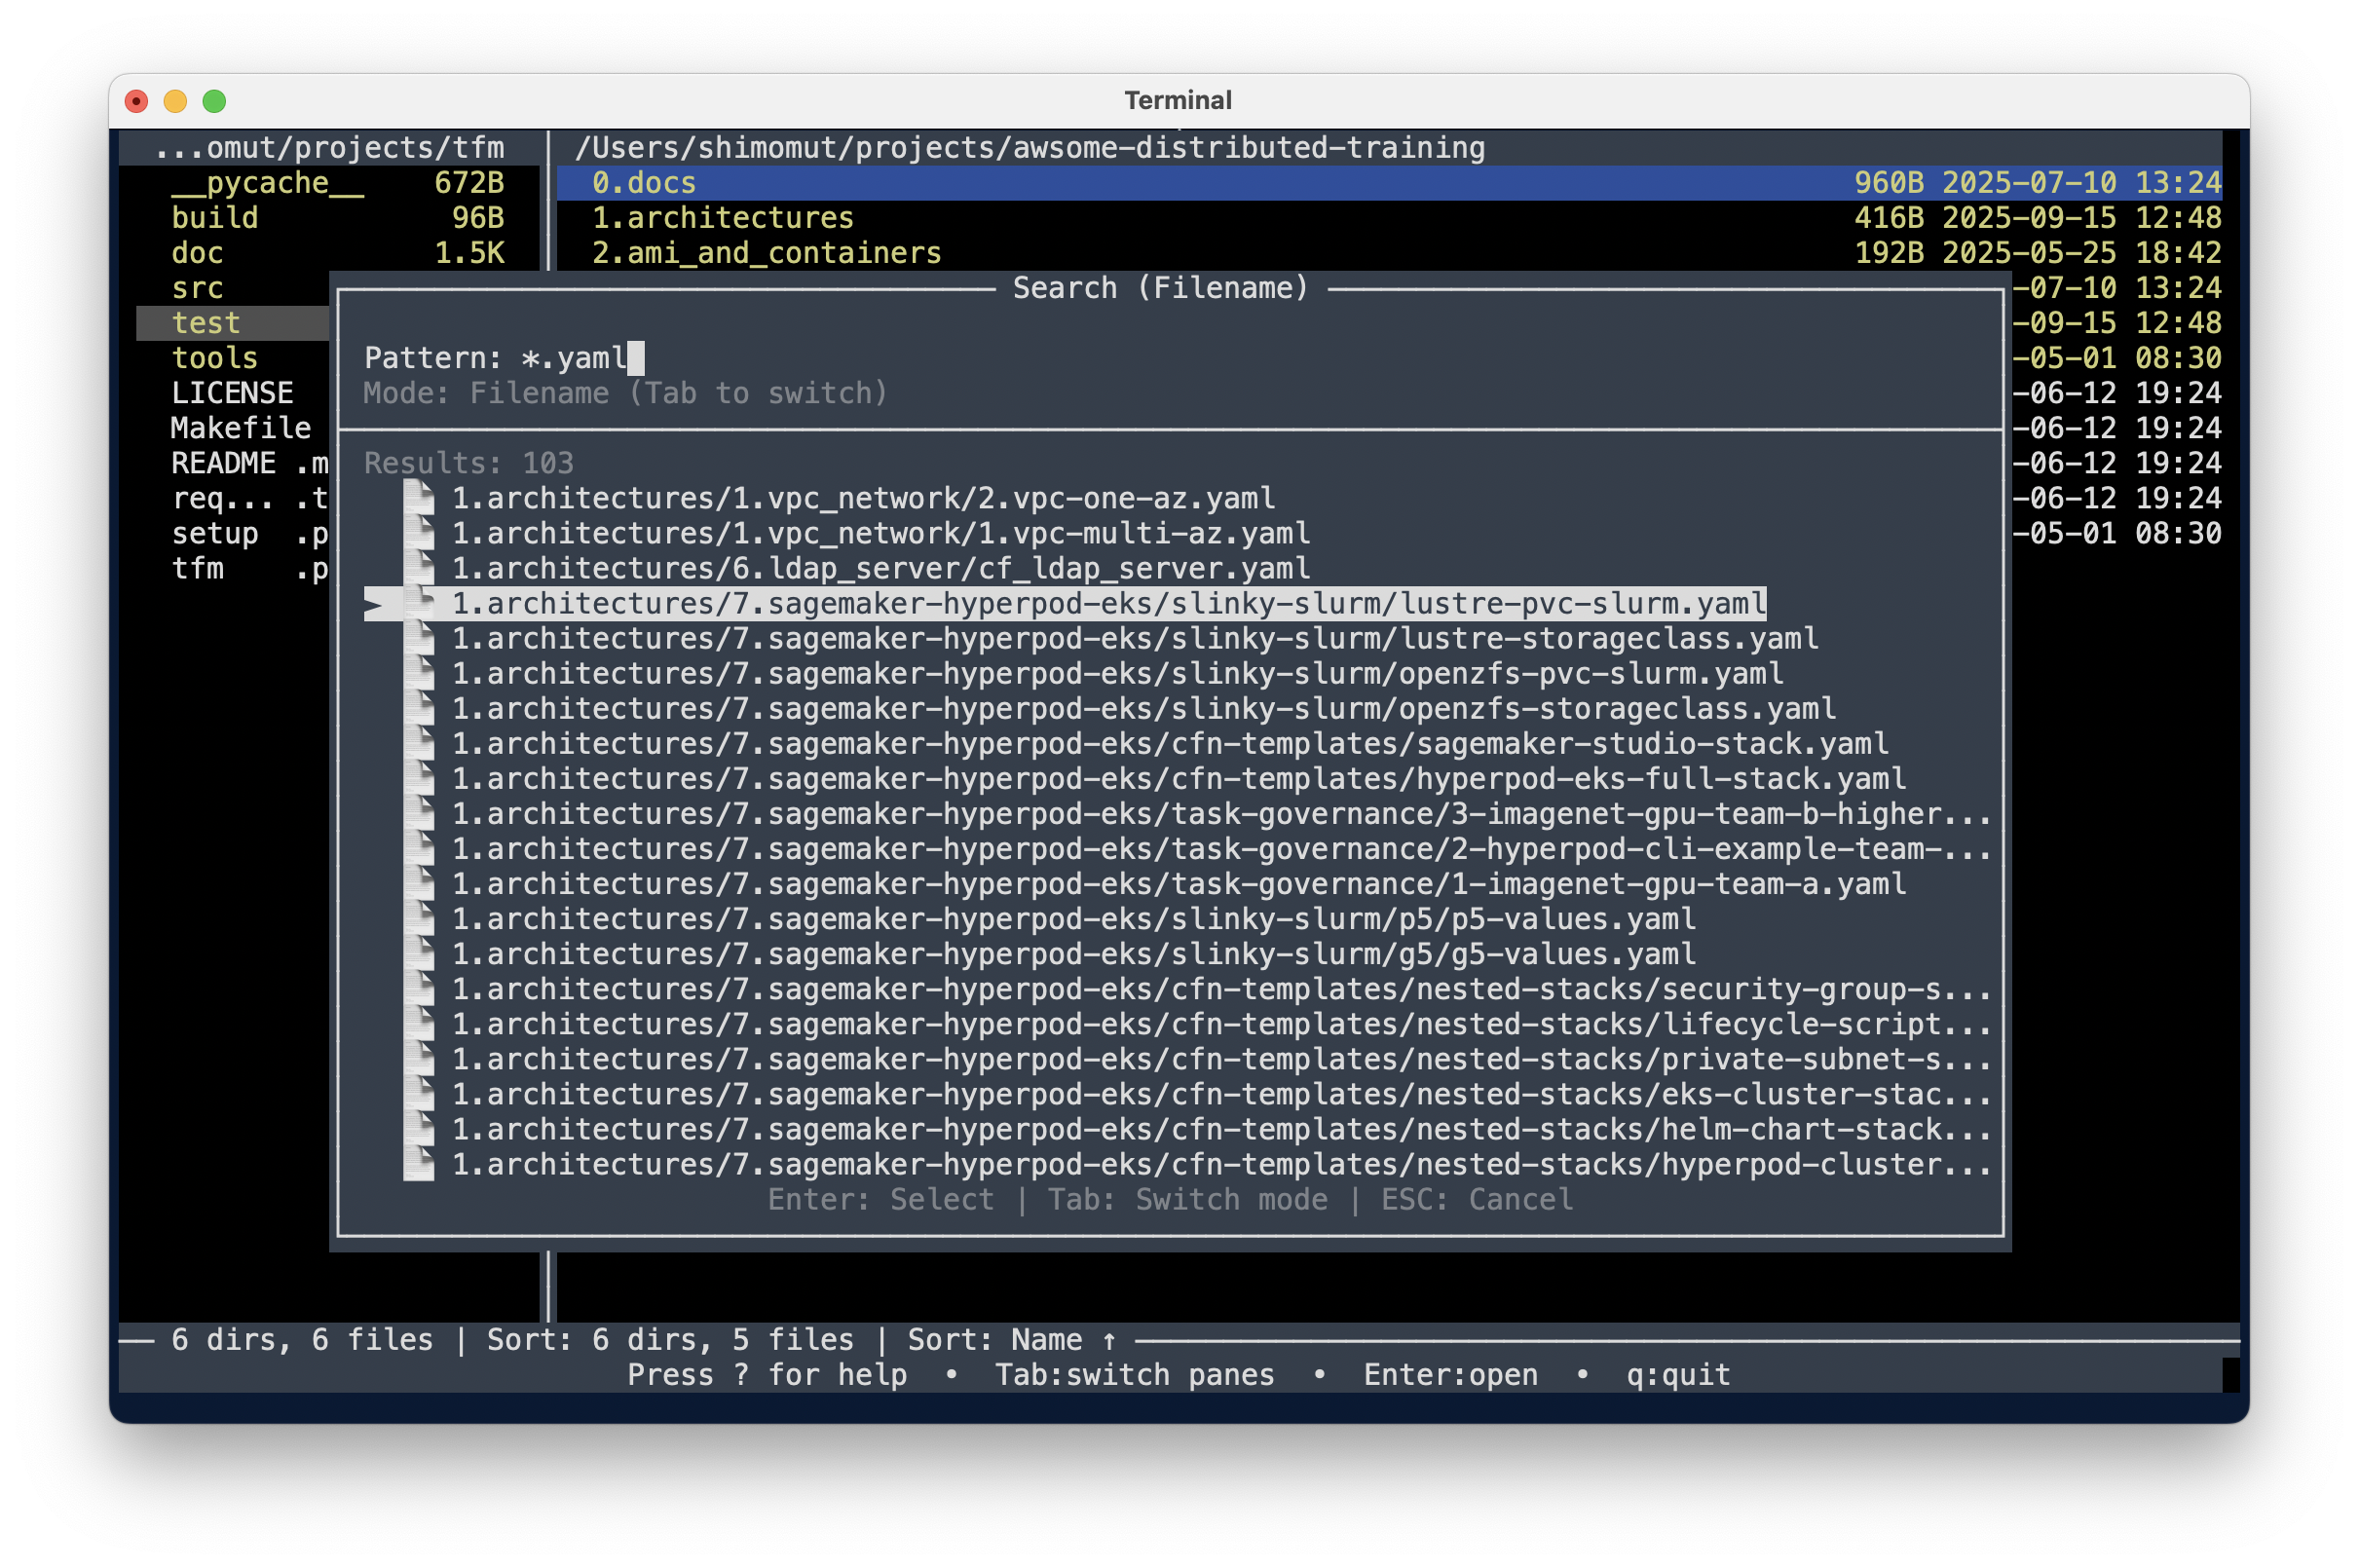 Terminal
...omut/projects/tfm | /Users/shimomut/projects/awsome-distributed-training
__pycache__ 672B | 0.docs 960B 2025-07-10 13:24
build 96B | 1.architectures 416B 2025-09-15 12:48
doc 1.5K | 2.ami_and_containers 192B 2025-05-25 18:42
src Search (Filename) -07-10 13:24
test -09-15 12:48
tools Pattern: *.yaml -05-01 08:30
LICENSE Mode: Filename (Tab to switch) -06-12 19:24
Makefile -06-12 19:24
README .m Results: 103 -06-12 19:24
req... .t 1.architectures/1.vpc_network/2.vpc-one-az.yaml -06-12 19:24
setup .p 1.architectures/1.vpc_network/1.vpc-multi-az.yaml -05-01 08:30
tfm .p 1.architectures/6.ldap_server/cf_ldap_server.yaml
► 1.architectures/7.sagemaker-hyperpod-eks/slinky-slurm/lustre-pvc-slurm.yaml
1.architectures/7.sagemaker-hyperpod-eks/slinky-slurm/lustre-storageclass.yaml
1.architectures/7.sagemaker-hyperpod-eks/slinky-slurm/openzfs-pvc-slurm.yaml
1.architectures/7.sagemaker-hyperpod-eks/slinky-slurm/openzfs-storageclass.yaml
1.architectures/7.sagemaker-hyperpod-eks/cfn-templates/sagemaker-studio-stack.yaml
1.architectures/7.sagemaker-hyperpod-eks/cfn-templates/hyperpod-eks-full-stack.yaml
1.architectures/7.sagemaker-hyperpod-eks/task-governance/3-imagenet-gpu-team-b-higher...
1.architectures/7.sagemaker-hyperpod-eks/task-governance/2-hyperpod-cli-example-team-...
1.architectures/7.sagemaker-hyperpod-eks/task-governance/1-imagenet-gpu-team-a.yaml
1.architectures/7.sagemaker-hyperpod-eks/slinky-slurm/p5/p5-values.yaml
1.architectures/7.sagemaker-hyperpod-eks/slinky-slurm/g5/g5-values.yaml
1.architectures/7.sagemaker-hyperpod-eks/cfn-templates/nested-stacks/security-group-s...
1.architectures/7.sagemaker-hyperpod-eks/cfn-templates/nested-stacks/lifecycle-script...
1.architectures/7.sagemaker-hyperpod-eks/cfn-templates/nested-stacks/private-subnet-s...
1.architectures/7.sagemaker-hyperpod-eks/cfn-templates/nested-stacks/eks-cluster-stac...
1.architectures/7.sagemaker-hyperpod-eks/cfn-templates/nested-stacks/helm-chart-stack...
1.architectures/7.sagemaker-hyperpod-eks/cfn-templates/nested-stacks/hyperpod-cluster...
Enter: Select | Tab: Switch mode | ESC: Cancel
6 dirs, 6 files | Sort: 6 dirs, 5 files | Sort: Name ↑
Press ? for help • Tab:switch panes • Enter:open • q:quit